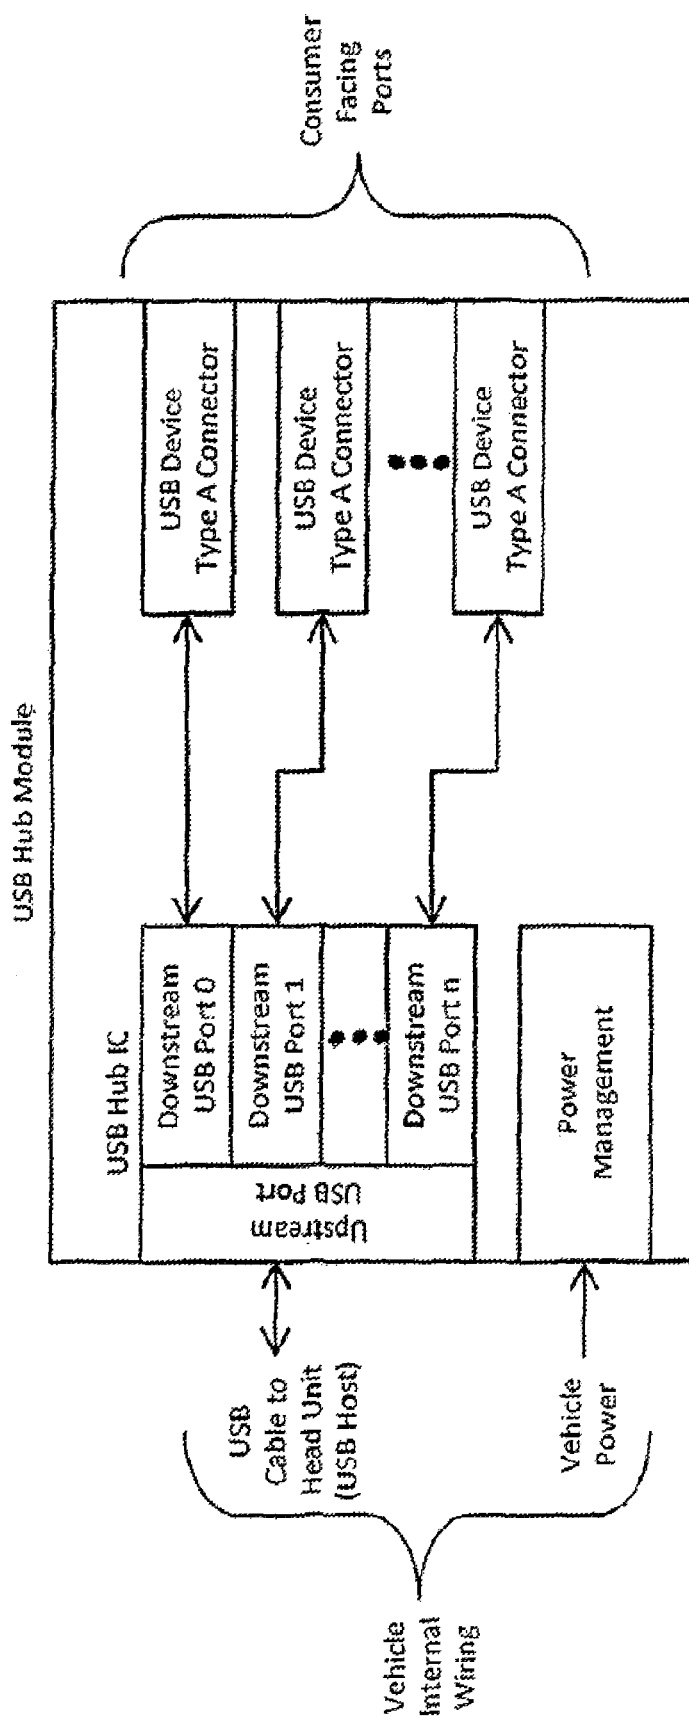 USB Hub Module
USB Hub IC
Vehicle
Internal
Wiring
USB
Cable to
Head Unit
(USB Host)
Vehicle
Power
Upstream
USB Port
Downstream
USB Port 0
Downstream
USB Port 1
Downstream
USB Port n
Power
Management
USB Device
Type A Connector
USB Device
Type A Connector
USB Device
Type A Connector
Consumer
Facing
Ports